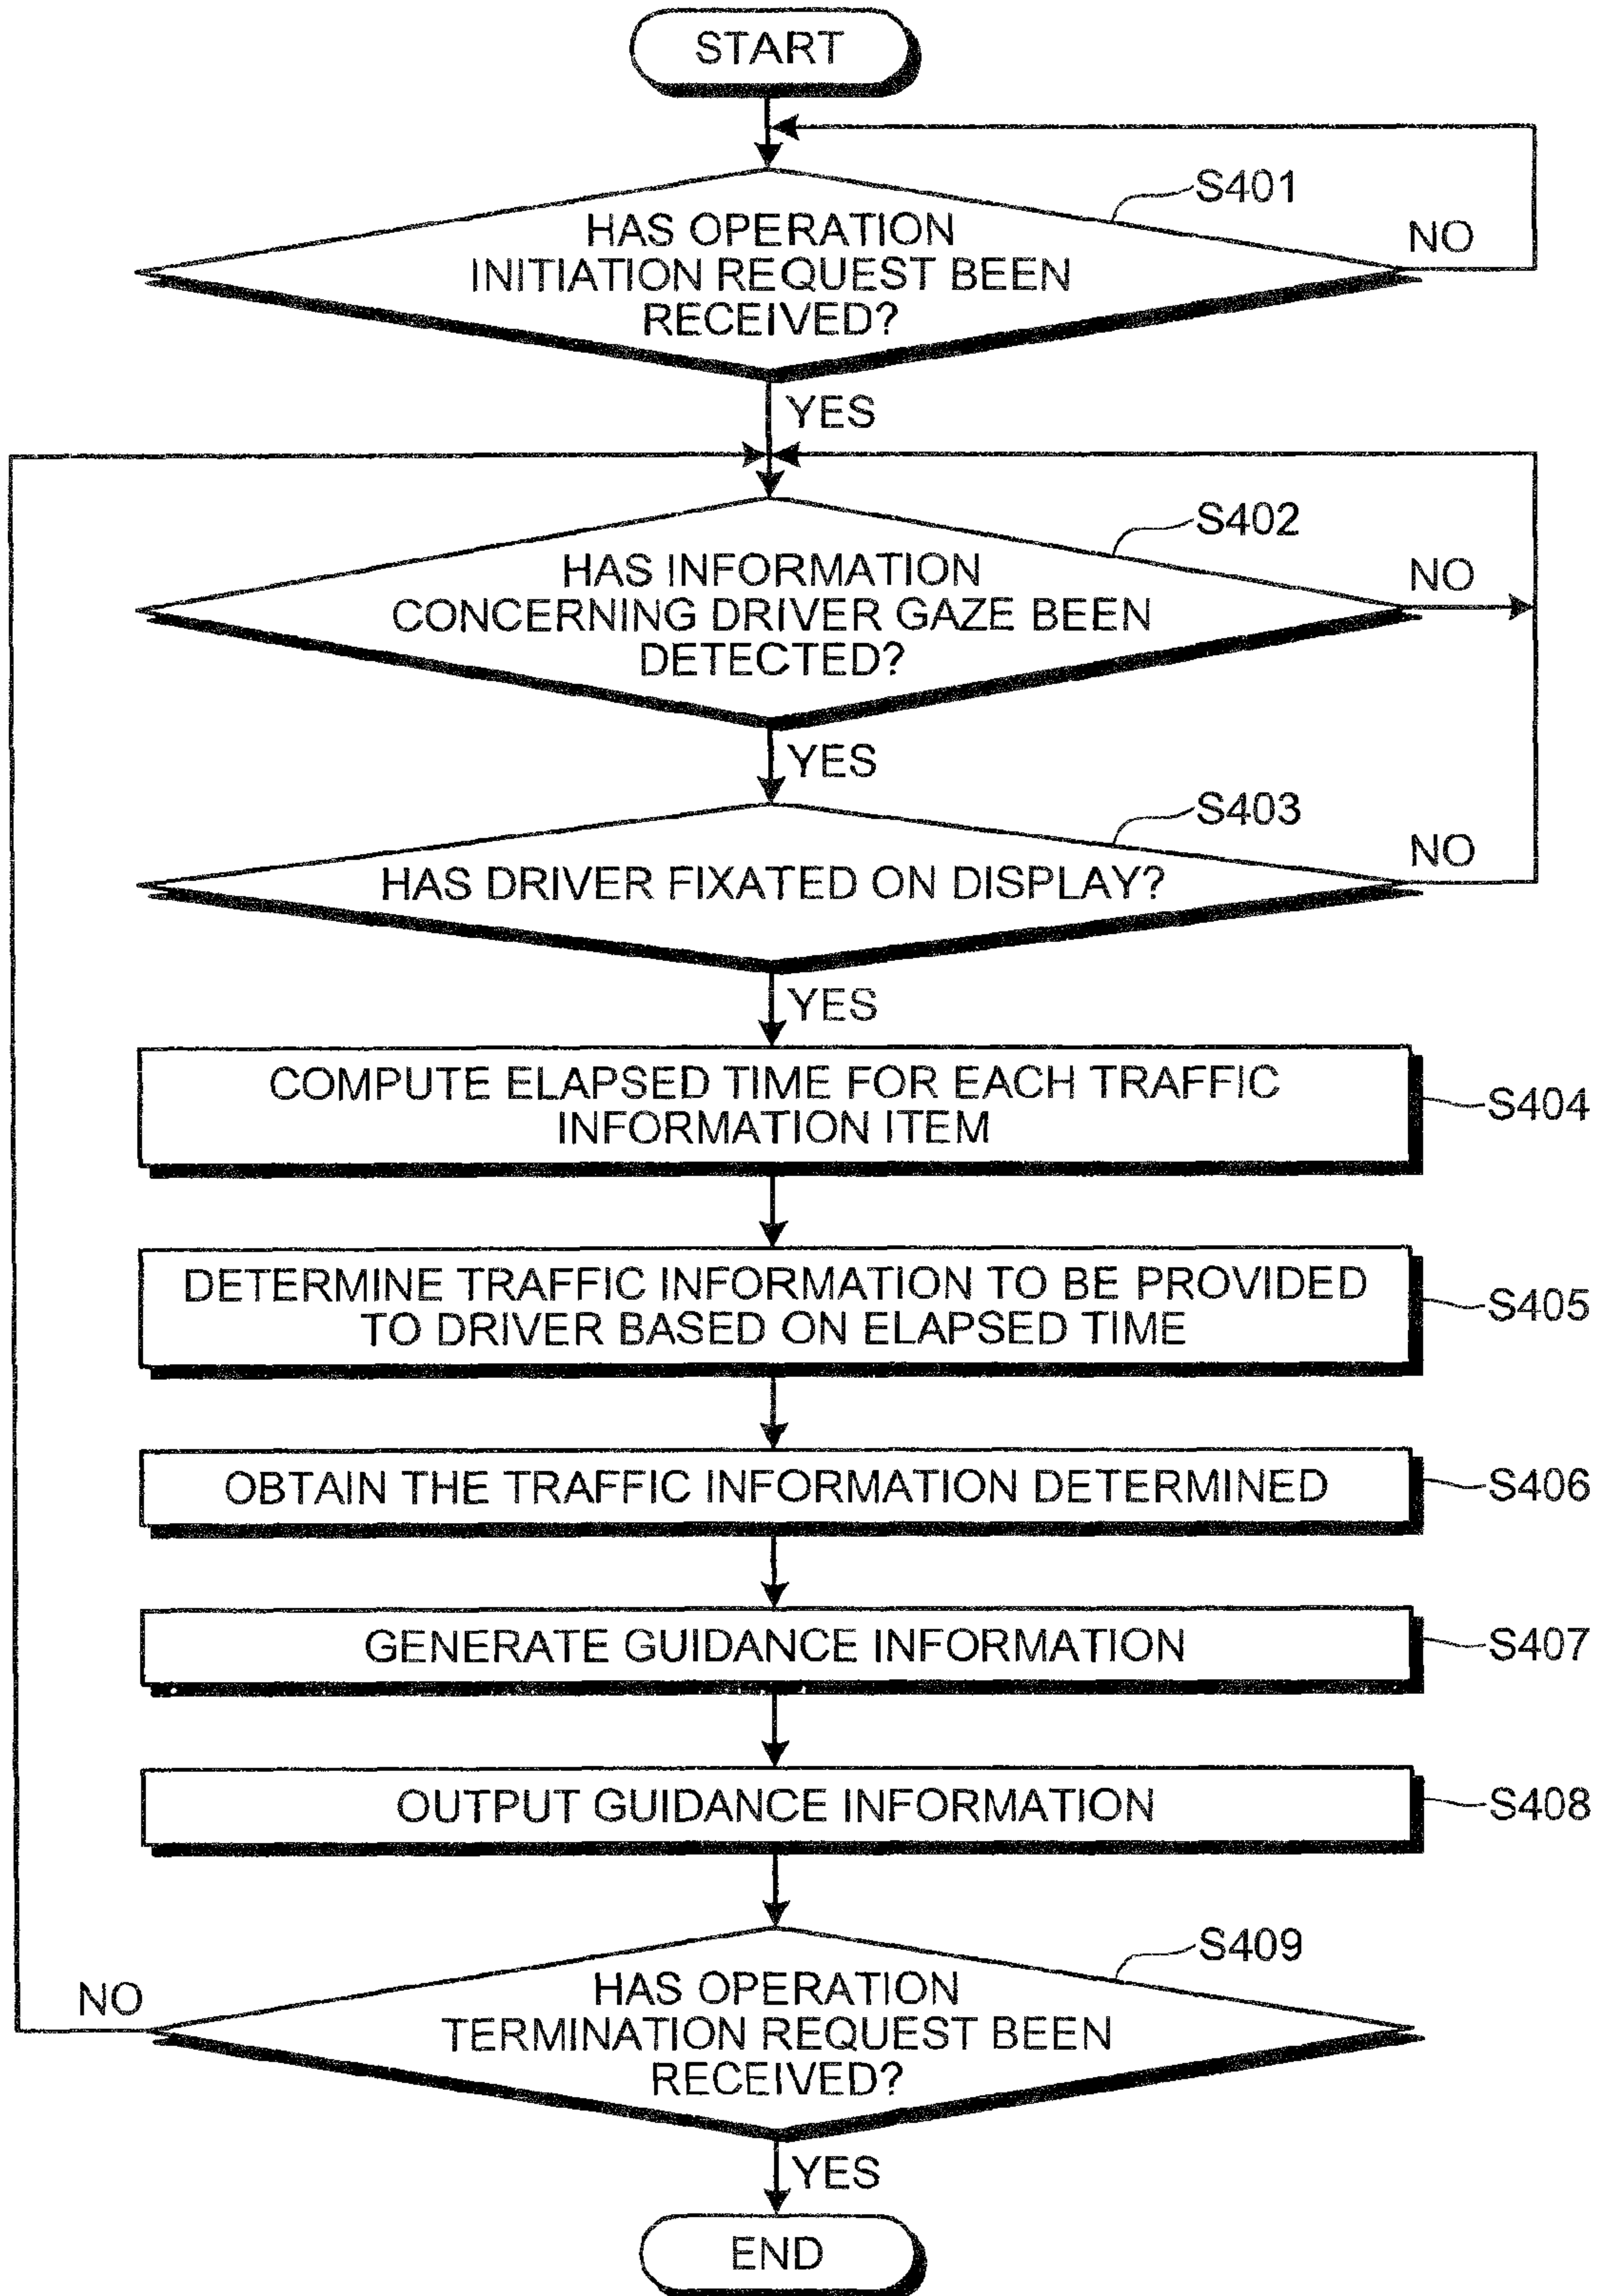 START
S401
HAS OPERATION
INITIATION REQUEST BEEN
RECEIVED?
NO
YES
S402
HAS INFORMATION
CONCERNING DRIVER GAZE BEEN
DETECTED?
NO
YES
S403
HAS DRIVER FIXATED ON DISPLAY?
NO
YES
COMPUTE ELAPSED TIME FOR EACH TRAFFIC
INFORMATION ITEM
S404
DETERMINE TRAFFIC INFORMATION TO BE PROVIDED
TO DRIVER BASED ON ELAPSED TIME
S405
OBTAIN THE TRAFFIC INFORMATION DETERMINED
S406
GENERATE GUIDANCE INFORMATION
S407
OUTPUT GUIDANCE INFORMATION
S408
S409
HAS OPERATION
TERMINATION REQUEST BEEN
RECEIVED?
NO
YES
END